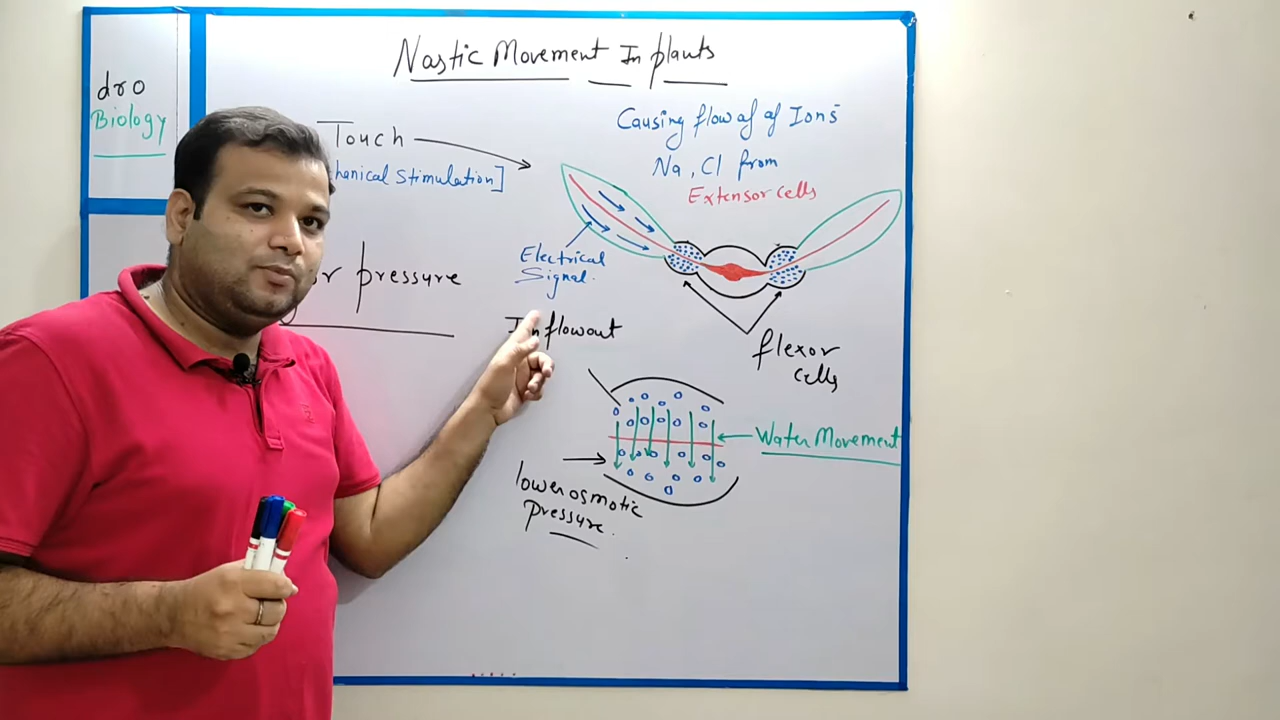 Nastic Movement In plants
dro
Biology
Touch
hanical stimulation]
pressure
Causing flow of of Ions
Na, Cl from
Extensor cells
Electrical
Signal.
In flowout
flexor
cells
Water Movement
lower osmotic
pressure.